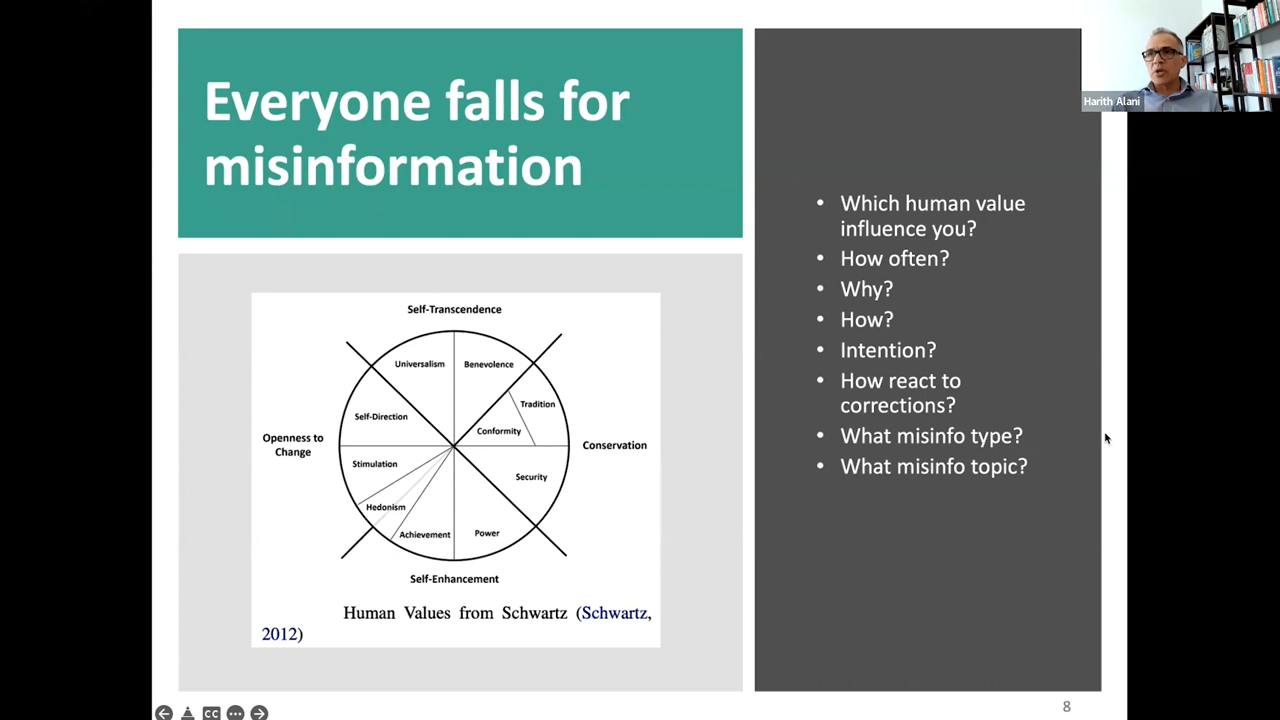 Everyone falls for
misinformation
Harith Alani
• Which human value
influence you?
• How often?
• Why?
• How?
• Intention?
• How react to
corrections?
• What misinfo type?
• What misinfo topic?
Self-Transcendence
Universalism
Benevolence
Tradition
Self-Direction
Conformity
Openness to
Change
Conservation
Stimulation
Security
Hedonism
Achievement
Power
Self-Enhancement
Human Values from Schwartz (Schwartz,
2012)
8
CC